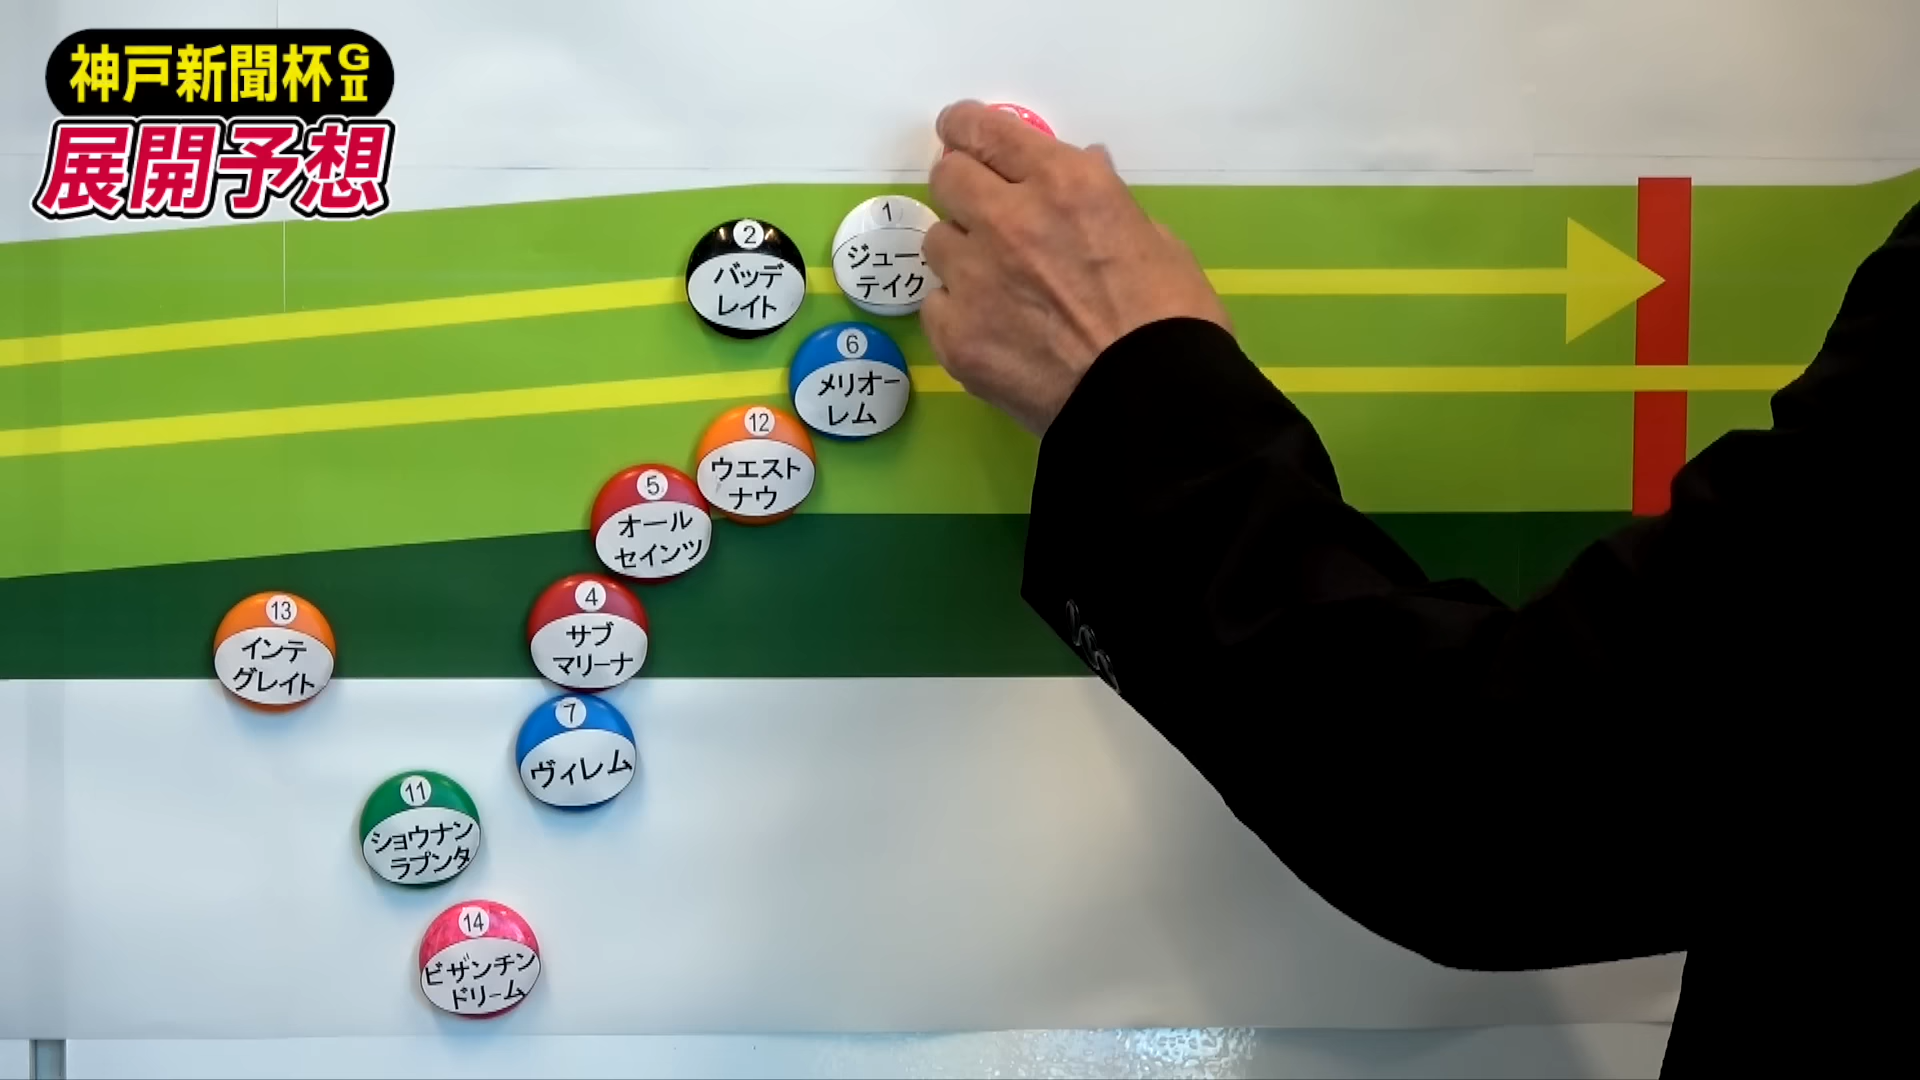 神戸新聞杯GⅡ
展開予想
2
バッデ
レイト
1
ジュー
テイク
6
メリオー
レム
12
ウエスト
ナウ
5
オール
セインツ
4
サブ
マリーナ
13
インテ
グレイト
7
ヴィレム
11
ショウナン
ラプンタ
14
ビザンチン
ドリーム